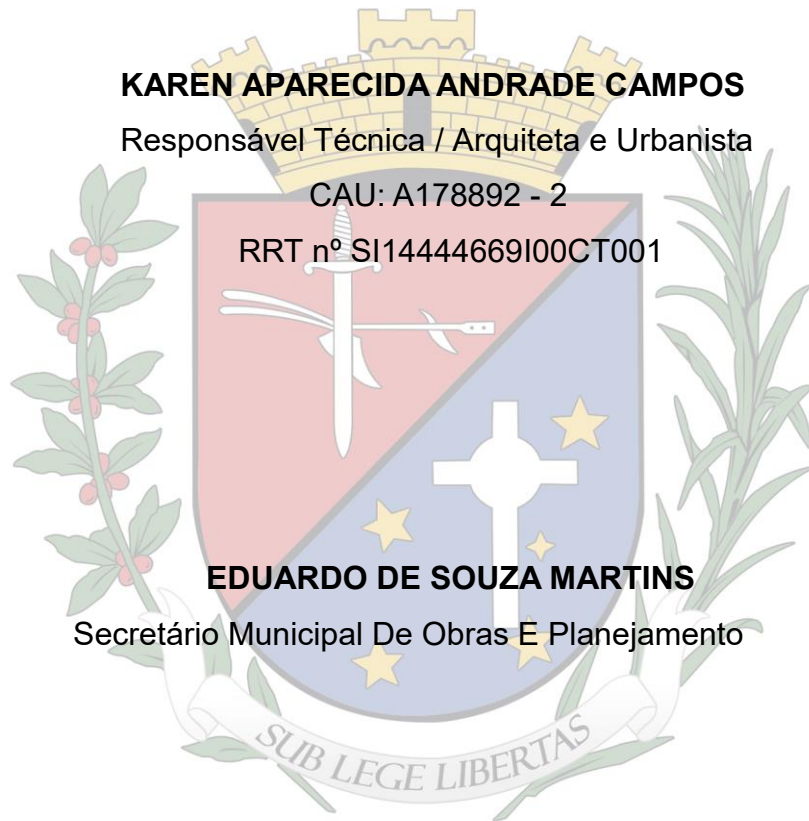 KAREN APARECIDA ANDRADE CAMPOS
Responsável Técnica / Arquiteta e Urbanista
CAU: A178892 - 2
RRT nº SI14444669I00CT001
EDUARDO DE SOUZA MARTINS
Secretário Municipal De Obras E Planejamento
SUB LEGE LIBERTAS